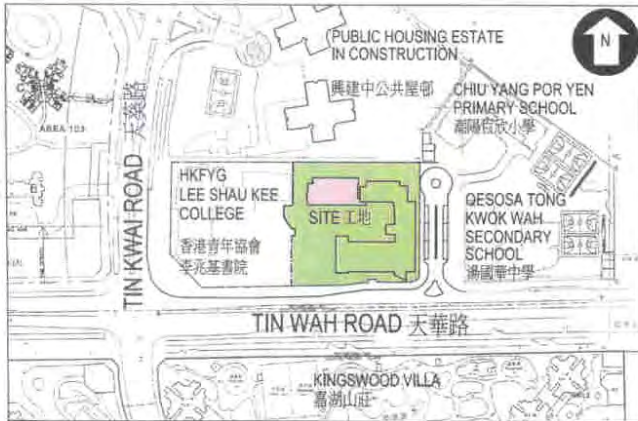 PUBLIC HOUSING ESTATE
IN CONSTRUCTION
興建中公共屋邨
N
CHIU YANG POR YEN
PRIMARY SCHOOL
潮陽百欣小學
AREA 103
TIN KWAI ROAD 天葵路
HKFYG
LEE SHAU KEE
COLLEGE
香港青年協會
李兆基書院
SITE 工地
QESOSA TONG
KWOK WAH
SECONDARY
SCHOOL
湯國華中學
TIN WAH ROAD 天華路
KINGSWOOD VILLA
嘉湖山莊